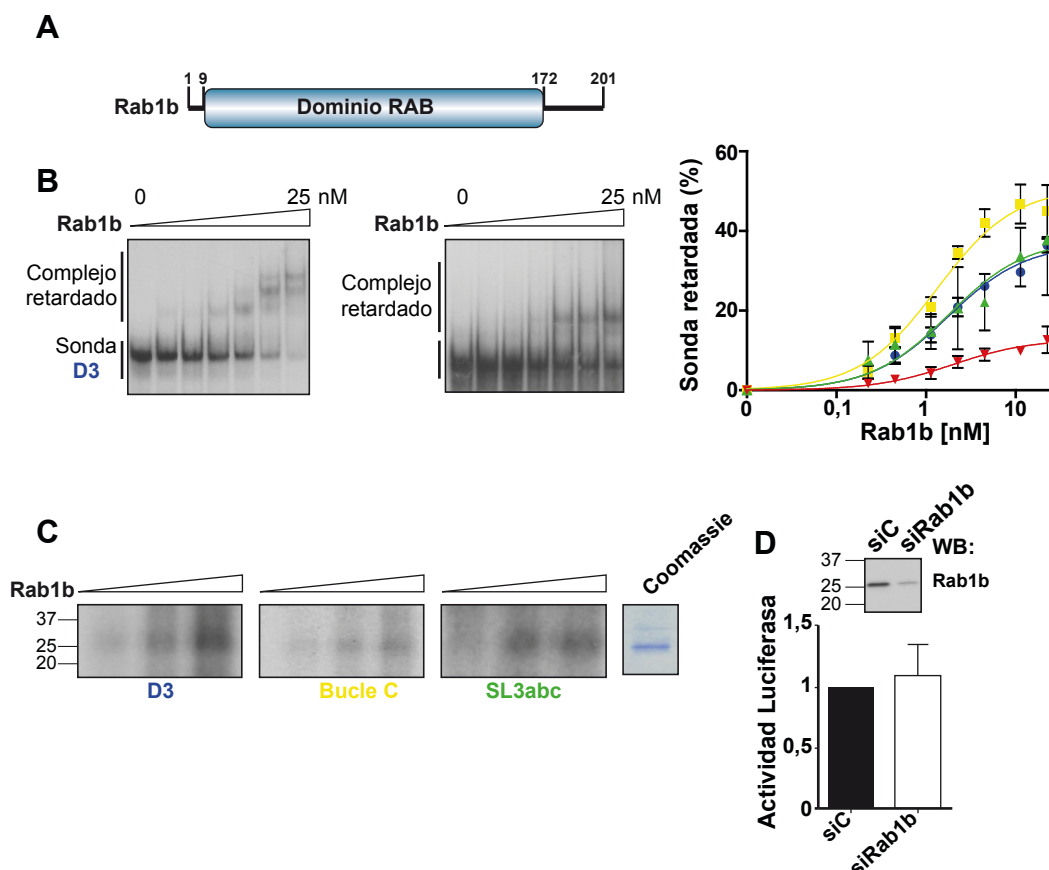 A
1 9 172 201
Rab1b Dominio RAB
B
0 25 nM
Rab1b
Complejo
retardado
Sonda
D3
0 25 nM
Rab1b
Complejo
retardado
Sonda retardada (%)
60
40
20
0
0 0,1 1 10
Rab1b [nM]
C
Rab1b
37
25
20
D3
Bucle C
SL3abc
Coomassie
D
siC siRab1b WB:
37
25
20
Rab1b
Actividad Luciferasa
1,5
1
0,5
0
siC
siRab1b